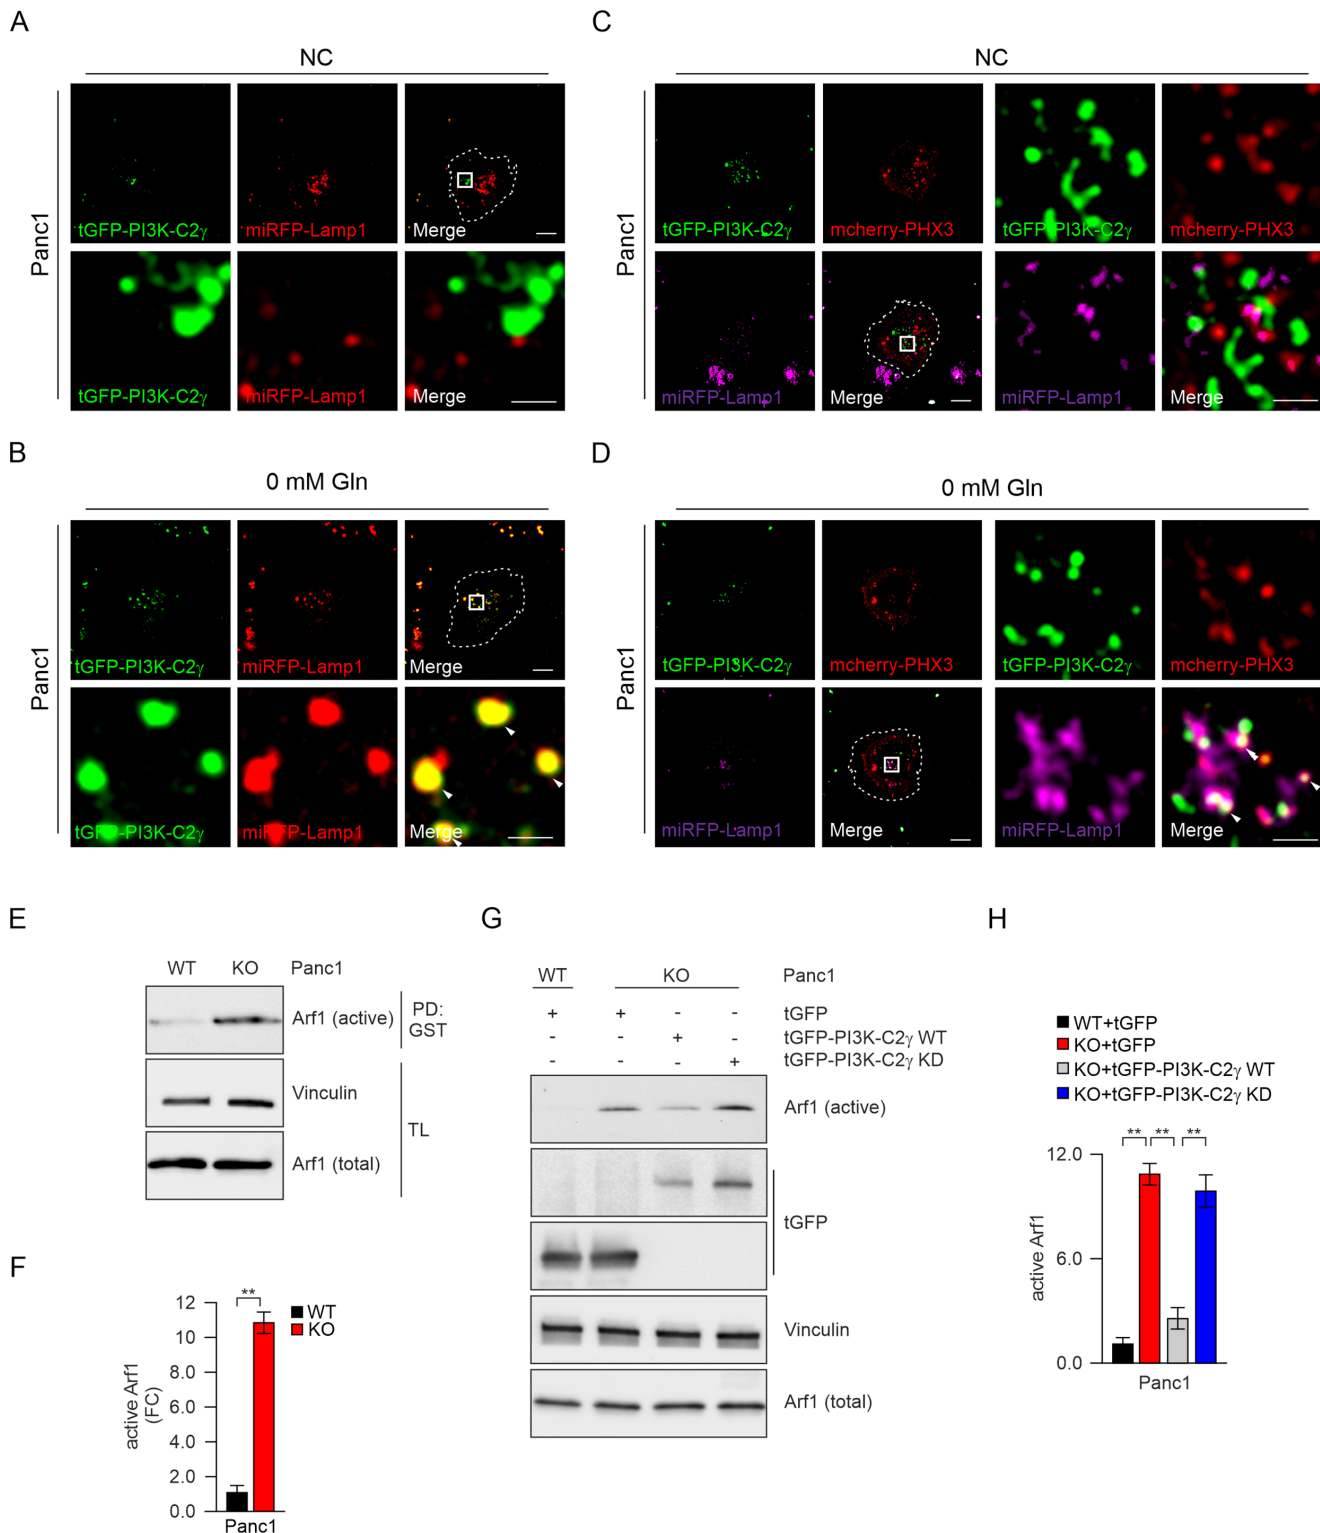 A
NC
Panc1
tGFP-PI3K-C2γ
miRFP-Lamp1
Merge
tGFP-PI3K-C2γ
miRFP-Lamp1
Merge
C
NC
Panc1
tGFP-PI3K-C2γ
mcherry-PHX3
tGFP-PI3K-C2γ
mcherry-PHX3
miRFP-Lamp1
Merge
miRFP-Lamp1
Merge
B
0 mM Gln
Panc1
tGFP-PI3K-C2γ
miRFP-Lamp1
Merge
tGFP-PI3K-C2γ
miRFP-Lamp1
Merge
D
0 mM Gln
Panc1
tGFP-PI3K-C2γ
mcherry-PHX3
tGFP-PI3K-C2γ
mcherry-PHX3
miRFP-Lamp1
Merge
miRFP-Lamp1
Merge
E
WT KO Panc1
Arf1 (active)
PD:
GST
Vinculin
TL
Arf1 (total)
F
active Arf1
(FC)
12
10
8.0
6.0
4.0
2.0
0.0
**
WT
KO
Panc1
G
WT KO Panc1
+ + - - tGFP
- - + - tGFP-PI3K-C2γ WT
- - - + tGFP-PI3K-C2γ KD
Arf1 (active)
tGFP
Vinculin
Arf1 (total)
H
WT+tGFP
KO+tGFP
KO+tGFP-PI3K-C2γ WT
KO+tGFP-PI3K-C2γ KD
** ** **
active Arf1
12.0
6.0
0.0
Panc1